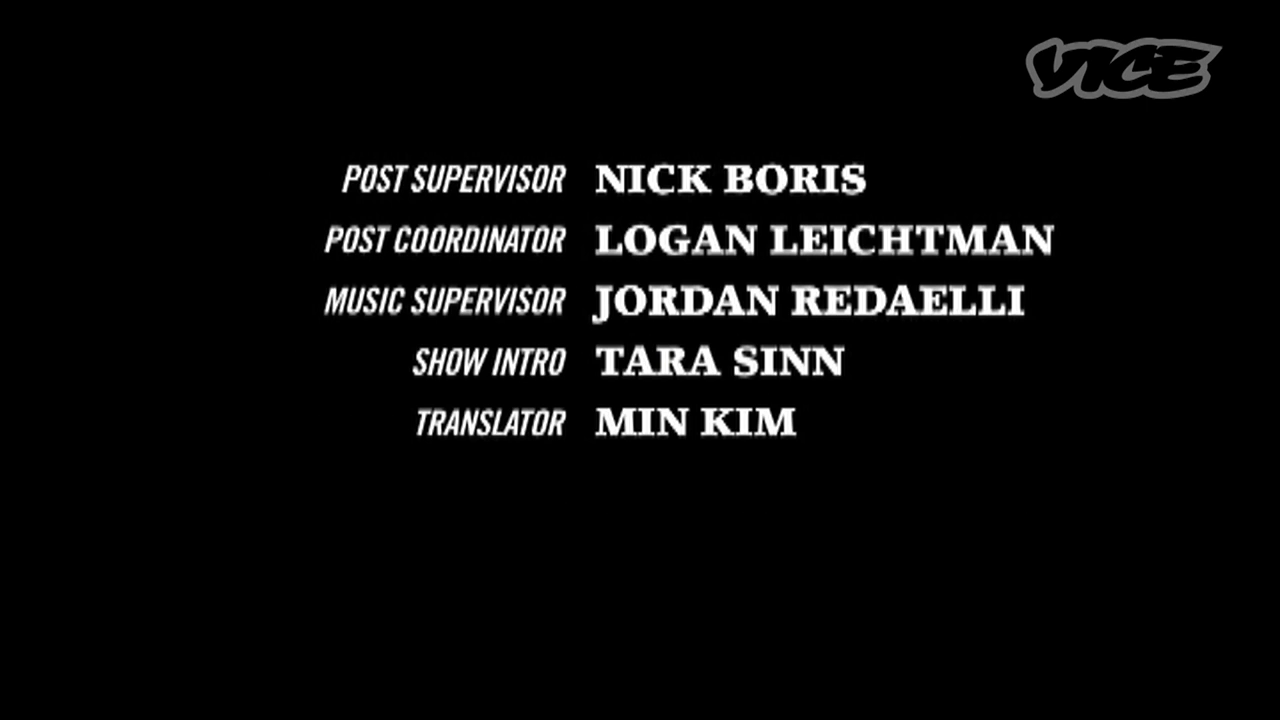 VICE
POST SUPERVISOR NICK BORIS
POST COORDINATOR LOGAN LEICHTMAN
MUSIC SUPERVISOR JORDAN REDAELLI
SHOW INTRO TARA SINN
TRANSLATOR MIN KIM